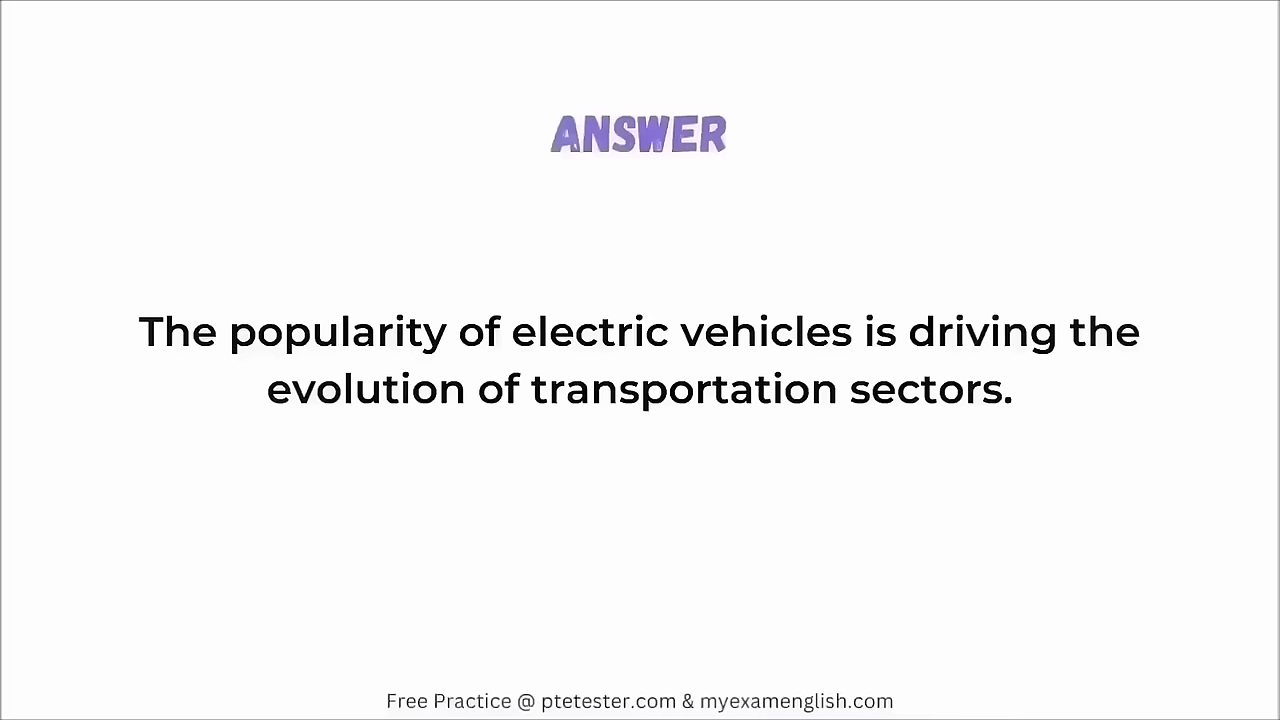 ANSWER
The popularity of electric vehicles is driving the
evolution of transportation sectors.
Free Practice @ ptetester.com & myexamenglish.com